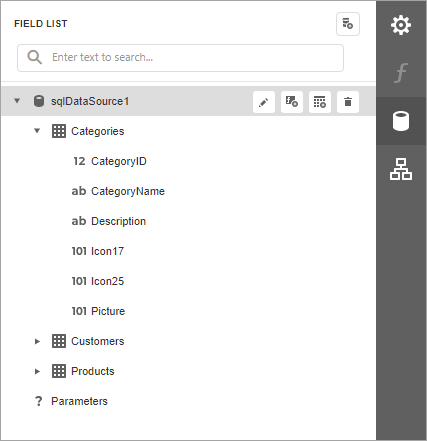 FIELD LIST
Enter text to search...
sqlDataSource1
Categories
12 CategoryID
ab CategoryName
ab Description
101 Icon17
101 Icon25
101 Picture
Customers
Products
? Parameters